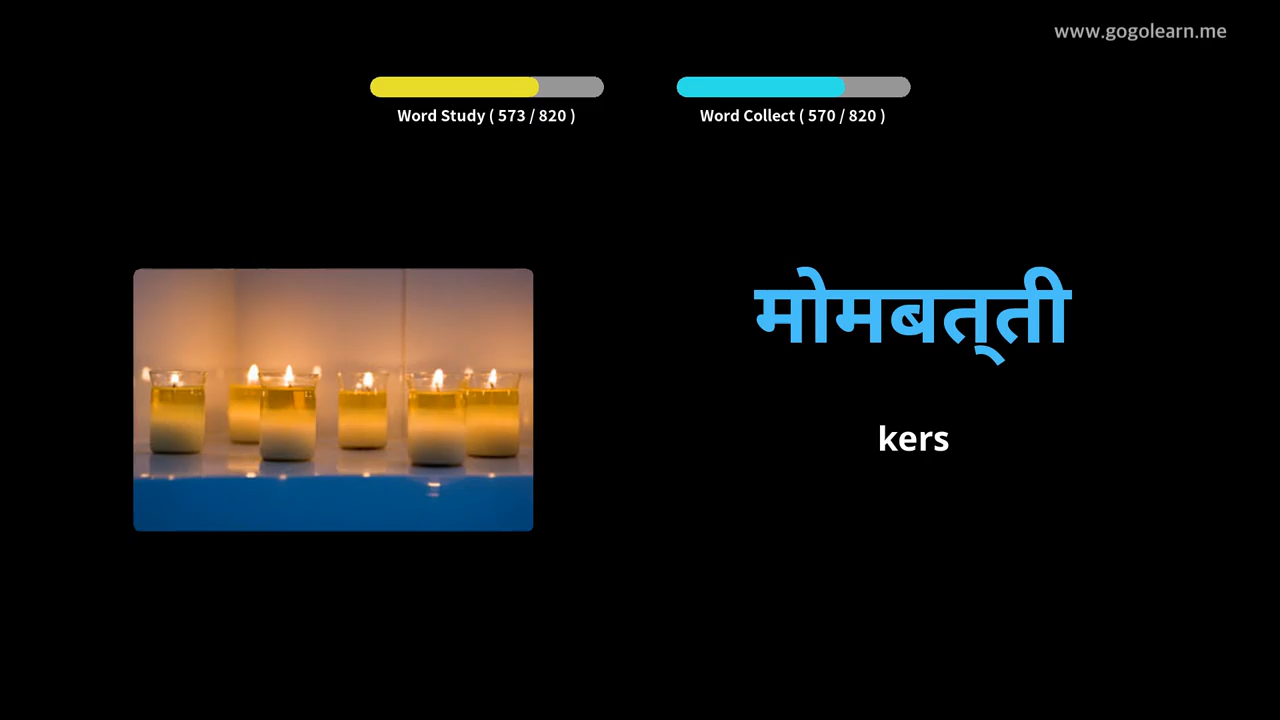 www.gogolearn.me
Word Study ( 573 / 820 )
Word Collect ( 570 / 820 )
मोमबत्‌ती
kers